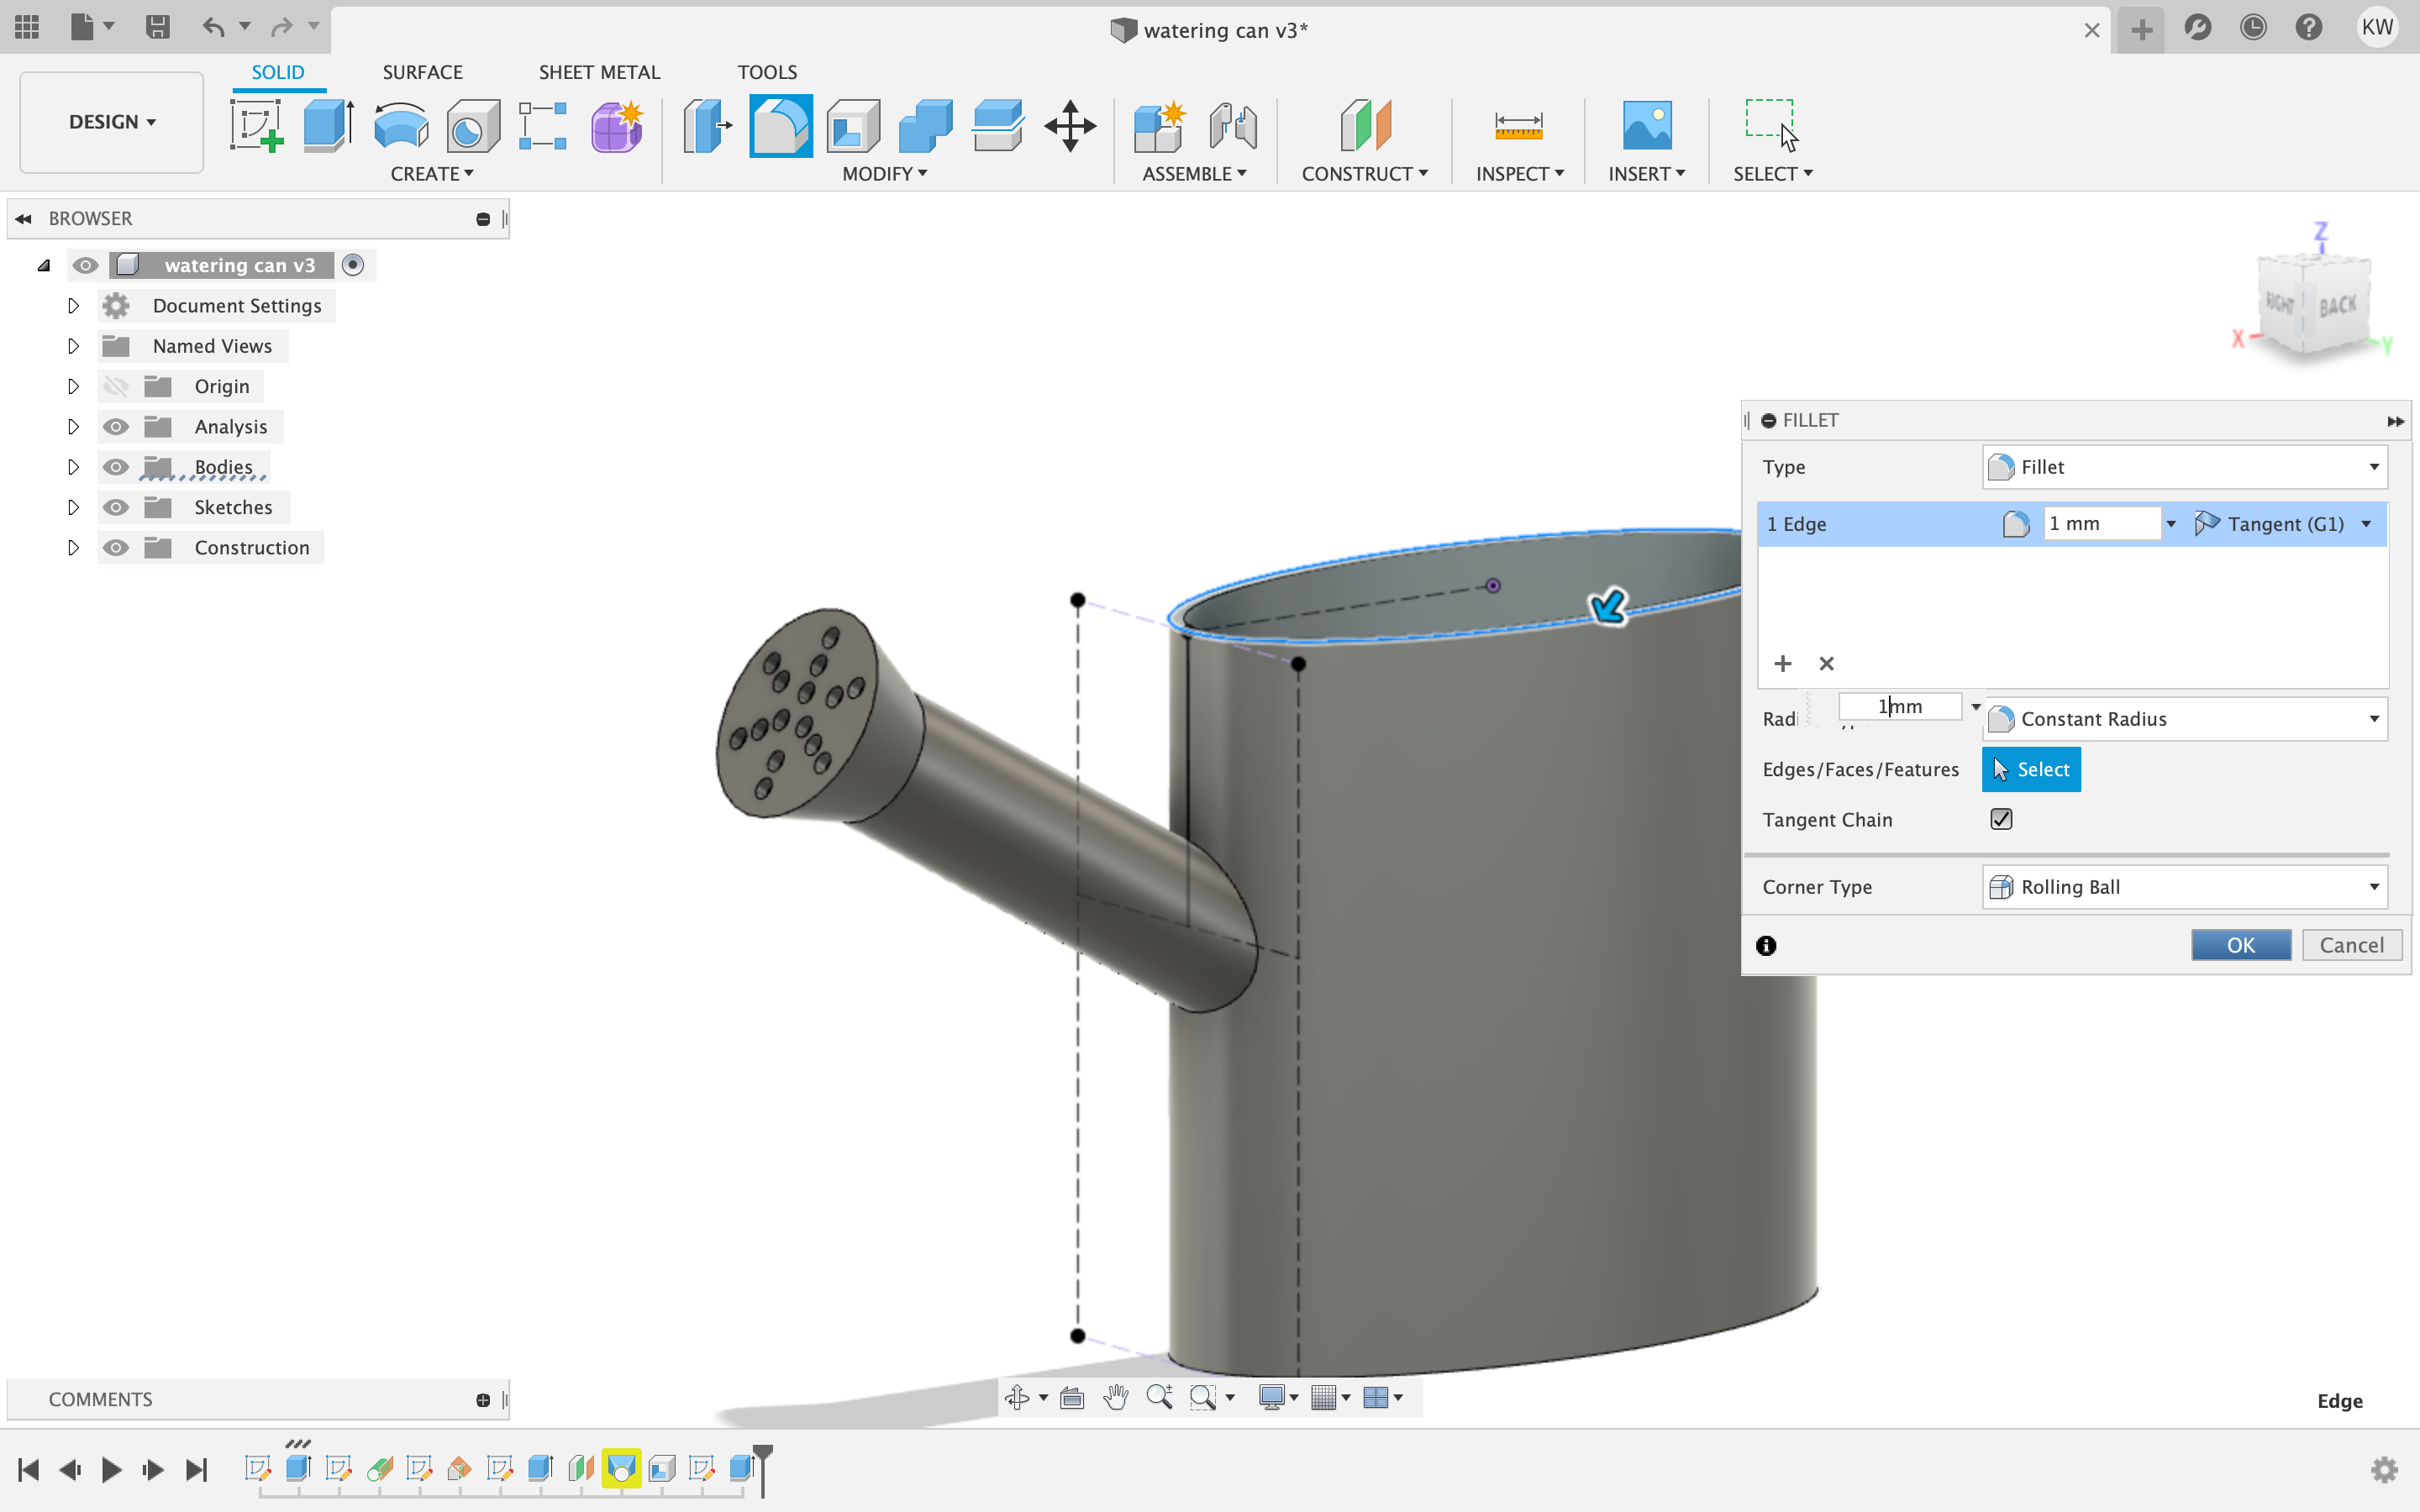 watering can v3*
KW
DESIGN
SOLID
SURFACE
SHEET METAL
TOOLS
CREATE
MODIFY
ASSEMBLE
CONSTRUCT
INSPECT
INSERT
SELECT
BROWSER
watering can v3
Document Settings
Named Views
Origin
Analysis
Bodies
Sketches
Construction
Z
RIGHT
BACK
X
Y
FILLET
Type
Fillet
1 Edge
1 mm
Tangent (G1)
1mm
Constant Radius
Edges/Faces/Features
Select
Tangent Chain
Corner Type
Rolling Ball
OK
Cancel
COMMENTS
Edge